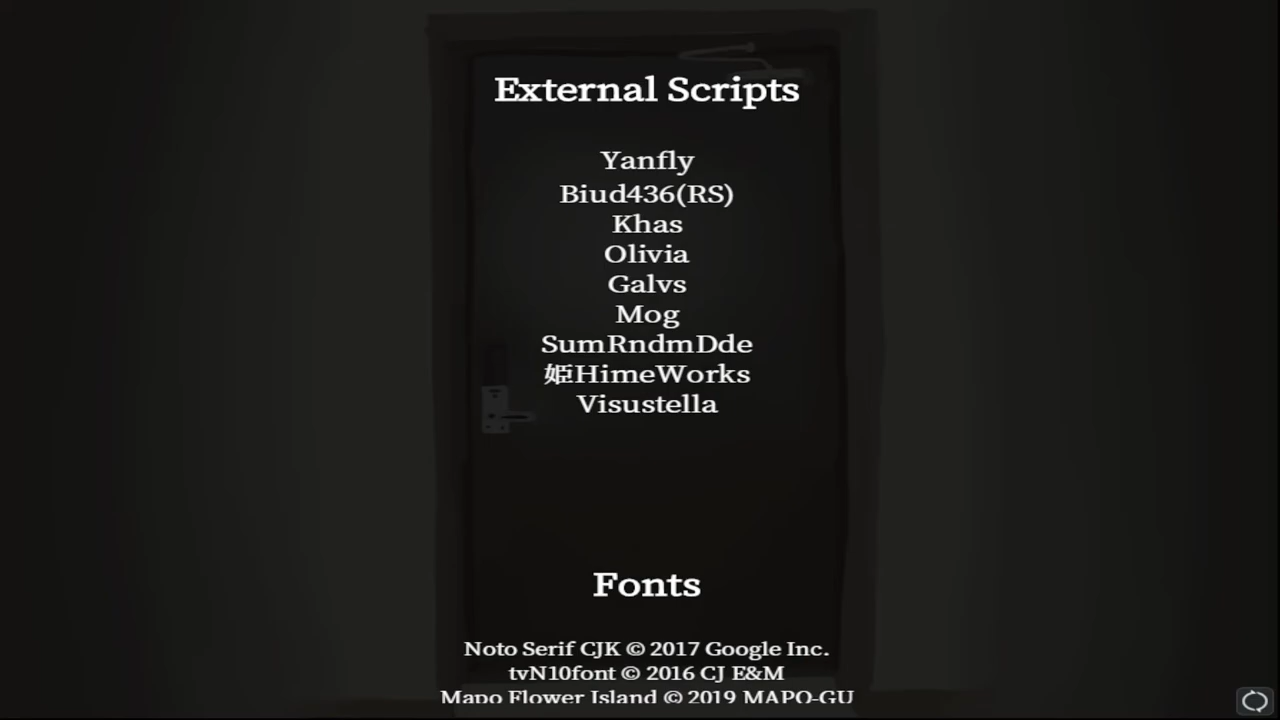 External Scripts
Yanfly
Biud436(RS)
Khas
Olivia
Galvs
Mog
SumRndmDde
姫HimeWorks
Visustella
Fonts
Noto Serif CJK © 2017 Google Inc.
tvN10font © 2016 CJ E&M
Mapo Flower Island © 2019 MAPO-GU